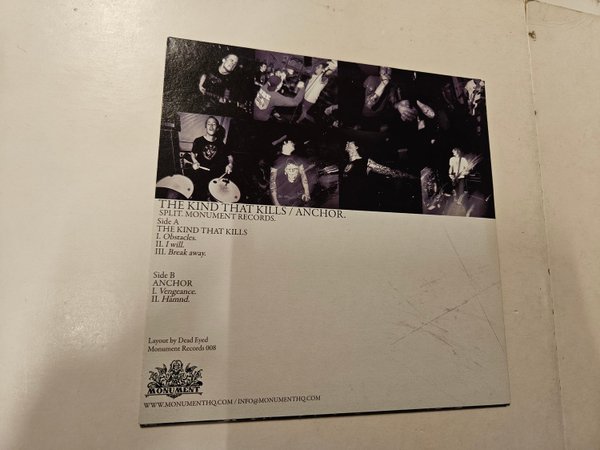 THE KIND THAT KILLS / ANCHOR.
SPLIT. MONUMENT RECORDS.
Side A
THE KIND THAT KILLS
I. Obstacles.
II. I will.
III. Break away.
Side B
ANCHOR
I. Vengeance.
II. Hämnd.
Layout by Dead Eyed
Monument Records 008
MONUMENT
WWW.MONUMENTHQ.COM / INFO@MONUMENTHQ.COM